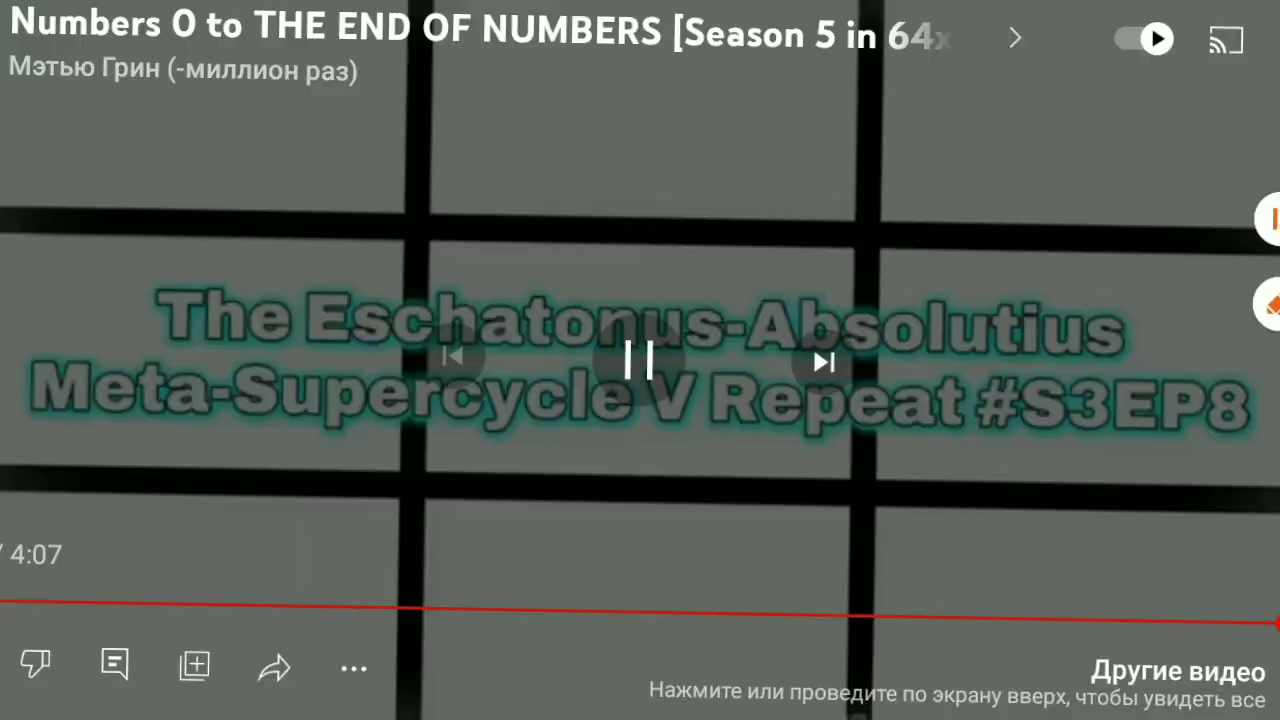 Numbers 0 to THE END OF NUMBERS [Season 5 in 64x
Мэтью Грин (-миллион раз)
The Eschatonus-Absolutius
Meta-Supercycle V Repeat #S3EP8
/ 4:07
Другие видео
Нажмите или проведите по экрану вверх, чтобы увидеть все